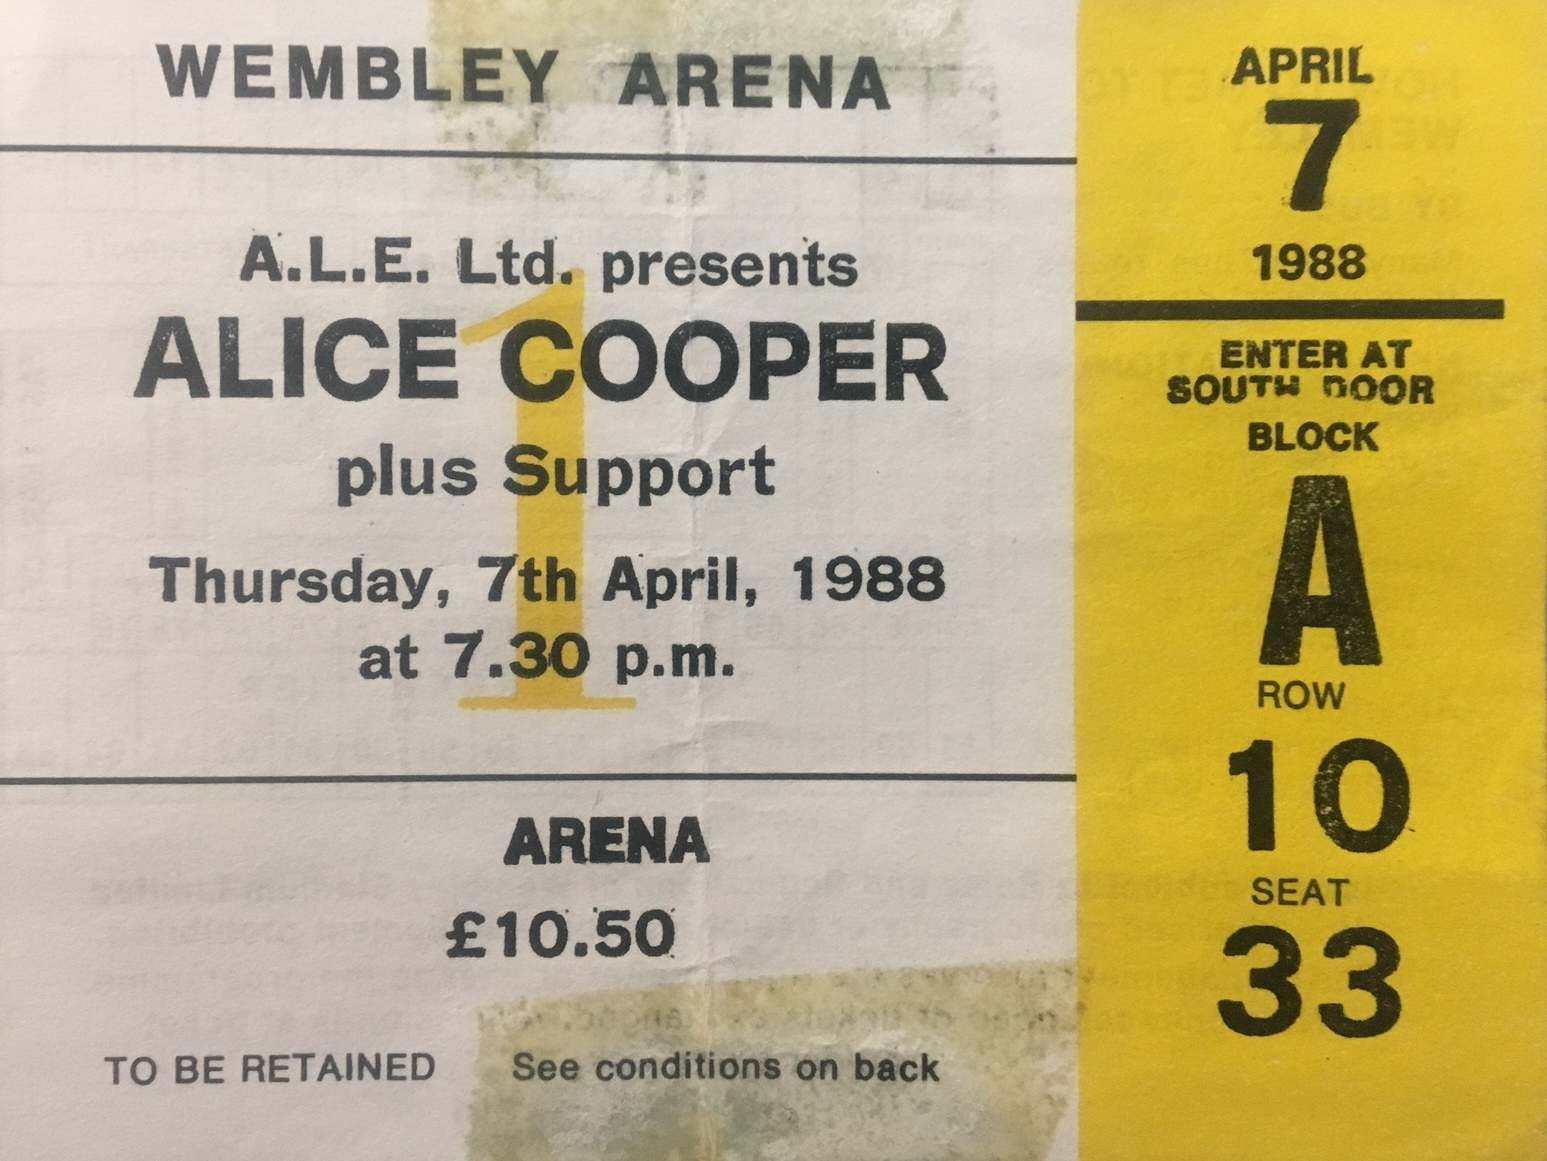 WEMBLEY ARENA
A.L.E. Ltd. presents
ALICE COOPER
plus Support
Thursday, 7th April, 1988
at 7.30 p.m.
1
ARENA
£10.50
TO BE RETAINED See conditions on back
APRIL
7
1988
ENTER AT
SOUTH DOOR
BLOCK
A
ROW
10
SEAT
33